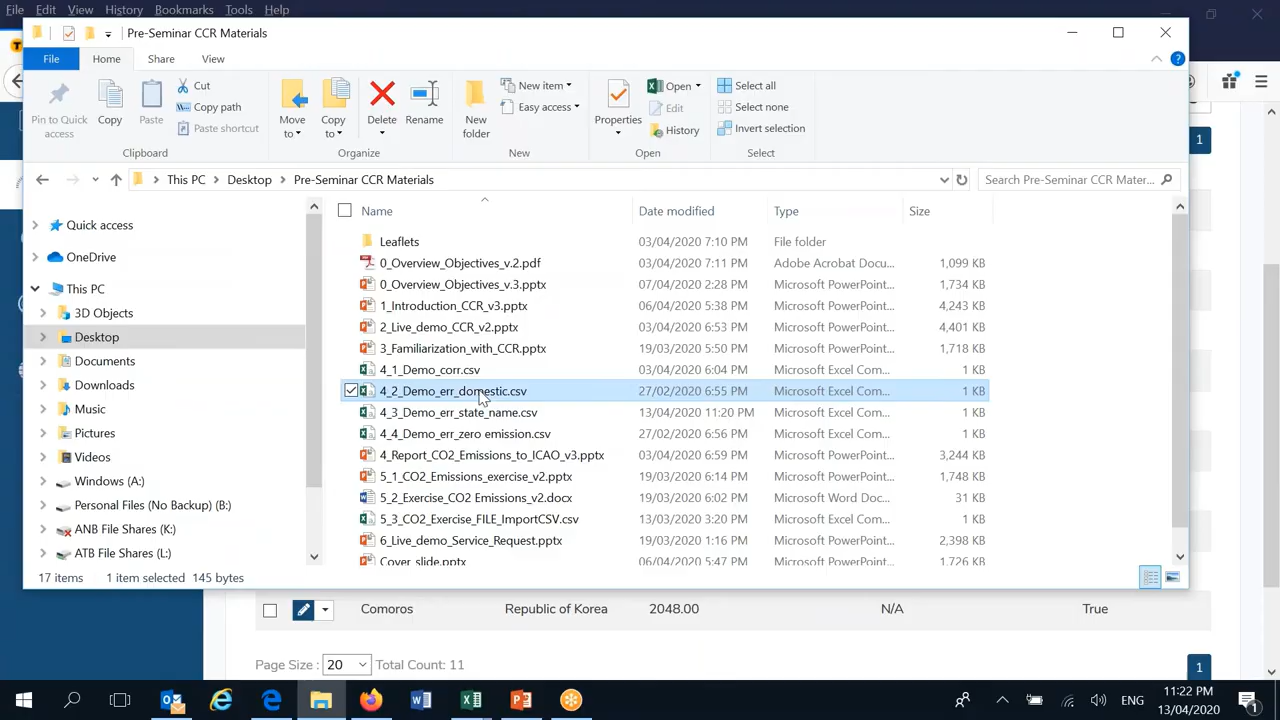 File Edit View History Bookmarks Tools Help
Pre-Seminar CCR Materials
File Home Share View
Pin to Quick access
Copy
Paste
Cut
Copy path
Paste shortcut
Move to
Copy to
Delete
Rename
New folder
New item
Easy access
Properties
Open
Edit
History
Select all
Select none
Invert selection
Clipboard Organize New Open Select
This PC Desktop Pre-Seminar CCR Materials
Search Pre-Seminar CCR Mater...
1
Quick access
OneDrive
This PC
3D Objects
Desktop
Documents
Downloads
Music
Pictures
Videos
Windows (A:)
Personal Files (No Backup) (B:)
ANB File Shares (K:)
ATB File Shares (L:)
Name Date modified Type Size
Leaflets 03/04/2020 7:10 PM File folder
0_Overview_Objectives_v.2.pdf 03/04/2020 7:11 PM Adobe Acrobat Docu... 1,099 KB
0_Overview_Objectives_v.3.pptx 07/04/2020 2:28 PM Microsoft PowerPoint... 1,734 KB
1_Introduction_CCR_v3.pptx 06/04/2020 5:38 PM Microsoft PowerPoint... 4,243 KB
2_Live_demo_CCR_v2.pptx 03/04/2020 6:53 PM Microsoft PowerPoint... 4,401 KB
3_Familiarization_with_CCR.pptx 19/03/2020 5:50 PM Microsoft PowerPoint... 1,718 KB
4_1_Demo_corr.csv 03/04/2020 6:04 PM Microsoft Excel Com... 1 KB
4_2_Demo_err_domestic.csv 27/02/2020 6:55 PM Microsoft Excel Com... 1 KB
4_3_Demo_err_state_name.csv 13/04/2020 11:20 PM Microsoft Excel Com... 1 KB
4_4_Demo_err_zero emission.csv 27/02/2020 6:56 PM Microsoft Excel Com... 1 KB
4_Report_CO2_Emissions_to_ICAO_v3.pptx 03/04/2020 6:59 PM Microsoft PowerPoint... 3,244 KB
5_1_CO2_Emissions_exercise_v2.pptx 19/03/2020 5:47 PM Microsoft PowerPoint... 1,748 KB
5_2_Exercise_CO2 Emissions_v2.docx 19/03/2020 6:02 PM Microsoft Word Doc... 31 KB
5_3_CO2_Exercise_FILE_ImportCSV.csv 13/03/2020 3:20 PM Microsoft Excel Com... 1 KB
6_Live_demo_Service_Request.pptx 19/03/2020 1:16 PM Microsoft PowerPoint... 2,398 KB
Cover_slide.pptx 06/04/2020 5:47 PM Microsoft PowerPoint... 1,726 KB
17 items 1 item selected 145 bytes
Comoros Republic of Korea 2048.00 N/A True
Page Size : 20 Total Count: 11
1
ENG
11:22 PM
13/04/2020
1